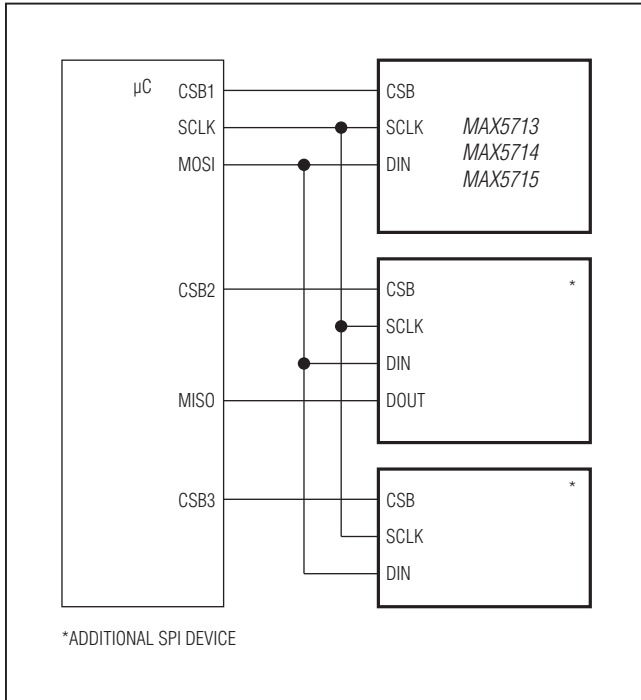 µC
CSB1
SCLK
MOSI
CSB2
MISO
CSB3
CSB
SCLK
DIN
MAX5713
MAX5714
MAX5715
CSB
*
SCLK
DIN
DOUT
CSB
*
SCLK
DIN
*ADDITIONAL SPI DEVICE